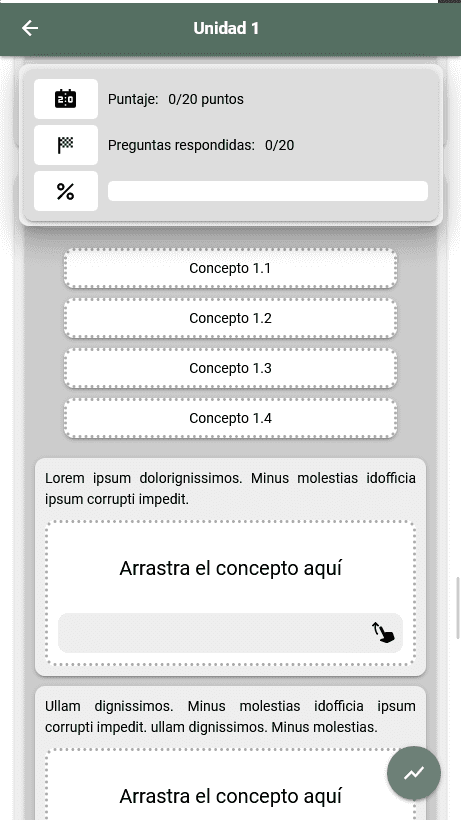 Unidad 1
2:0
Puntaje: 0/20 puntos
Preguntas respondidas: 0/20
%
Concepto 1.1
Concepto 1.2
Concepto 1.3
Concepto 1.4
Lorem ipsum dolorignissimos. Minus molestias idofficia
ipsum corrupti impedit.
Arrastra el concepto aquí
Ullam dignissimos. Minus molestias idofficia ipsum
corrupti impedit. ullam dignissimos. Minus molestias.
Arrastra el concepto aquí